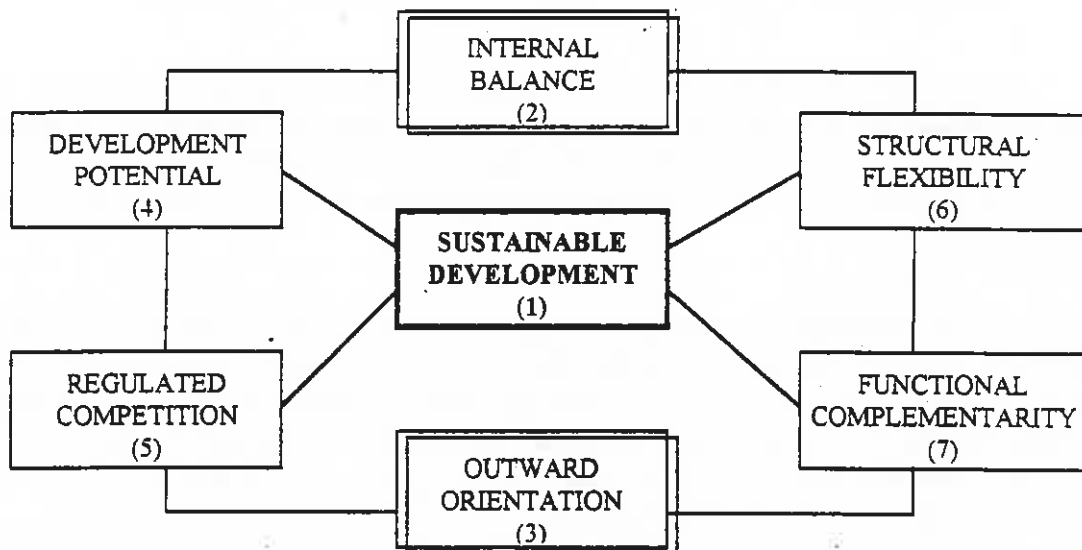 INTERNAL
BALANCE
(2)
DEVELOPMENT
POTENTIAL
(4)
STRUCTURAL
FLEXIBILITY
(6)
SUSTAINABLE
DEVELOPMENT
(1)
REGULATED
COMPETITION
(5)
FUNCTIONAL
COMPLEMENTARITY
(7)
OUTWARD
ORIENTATION
(3)